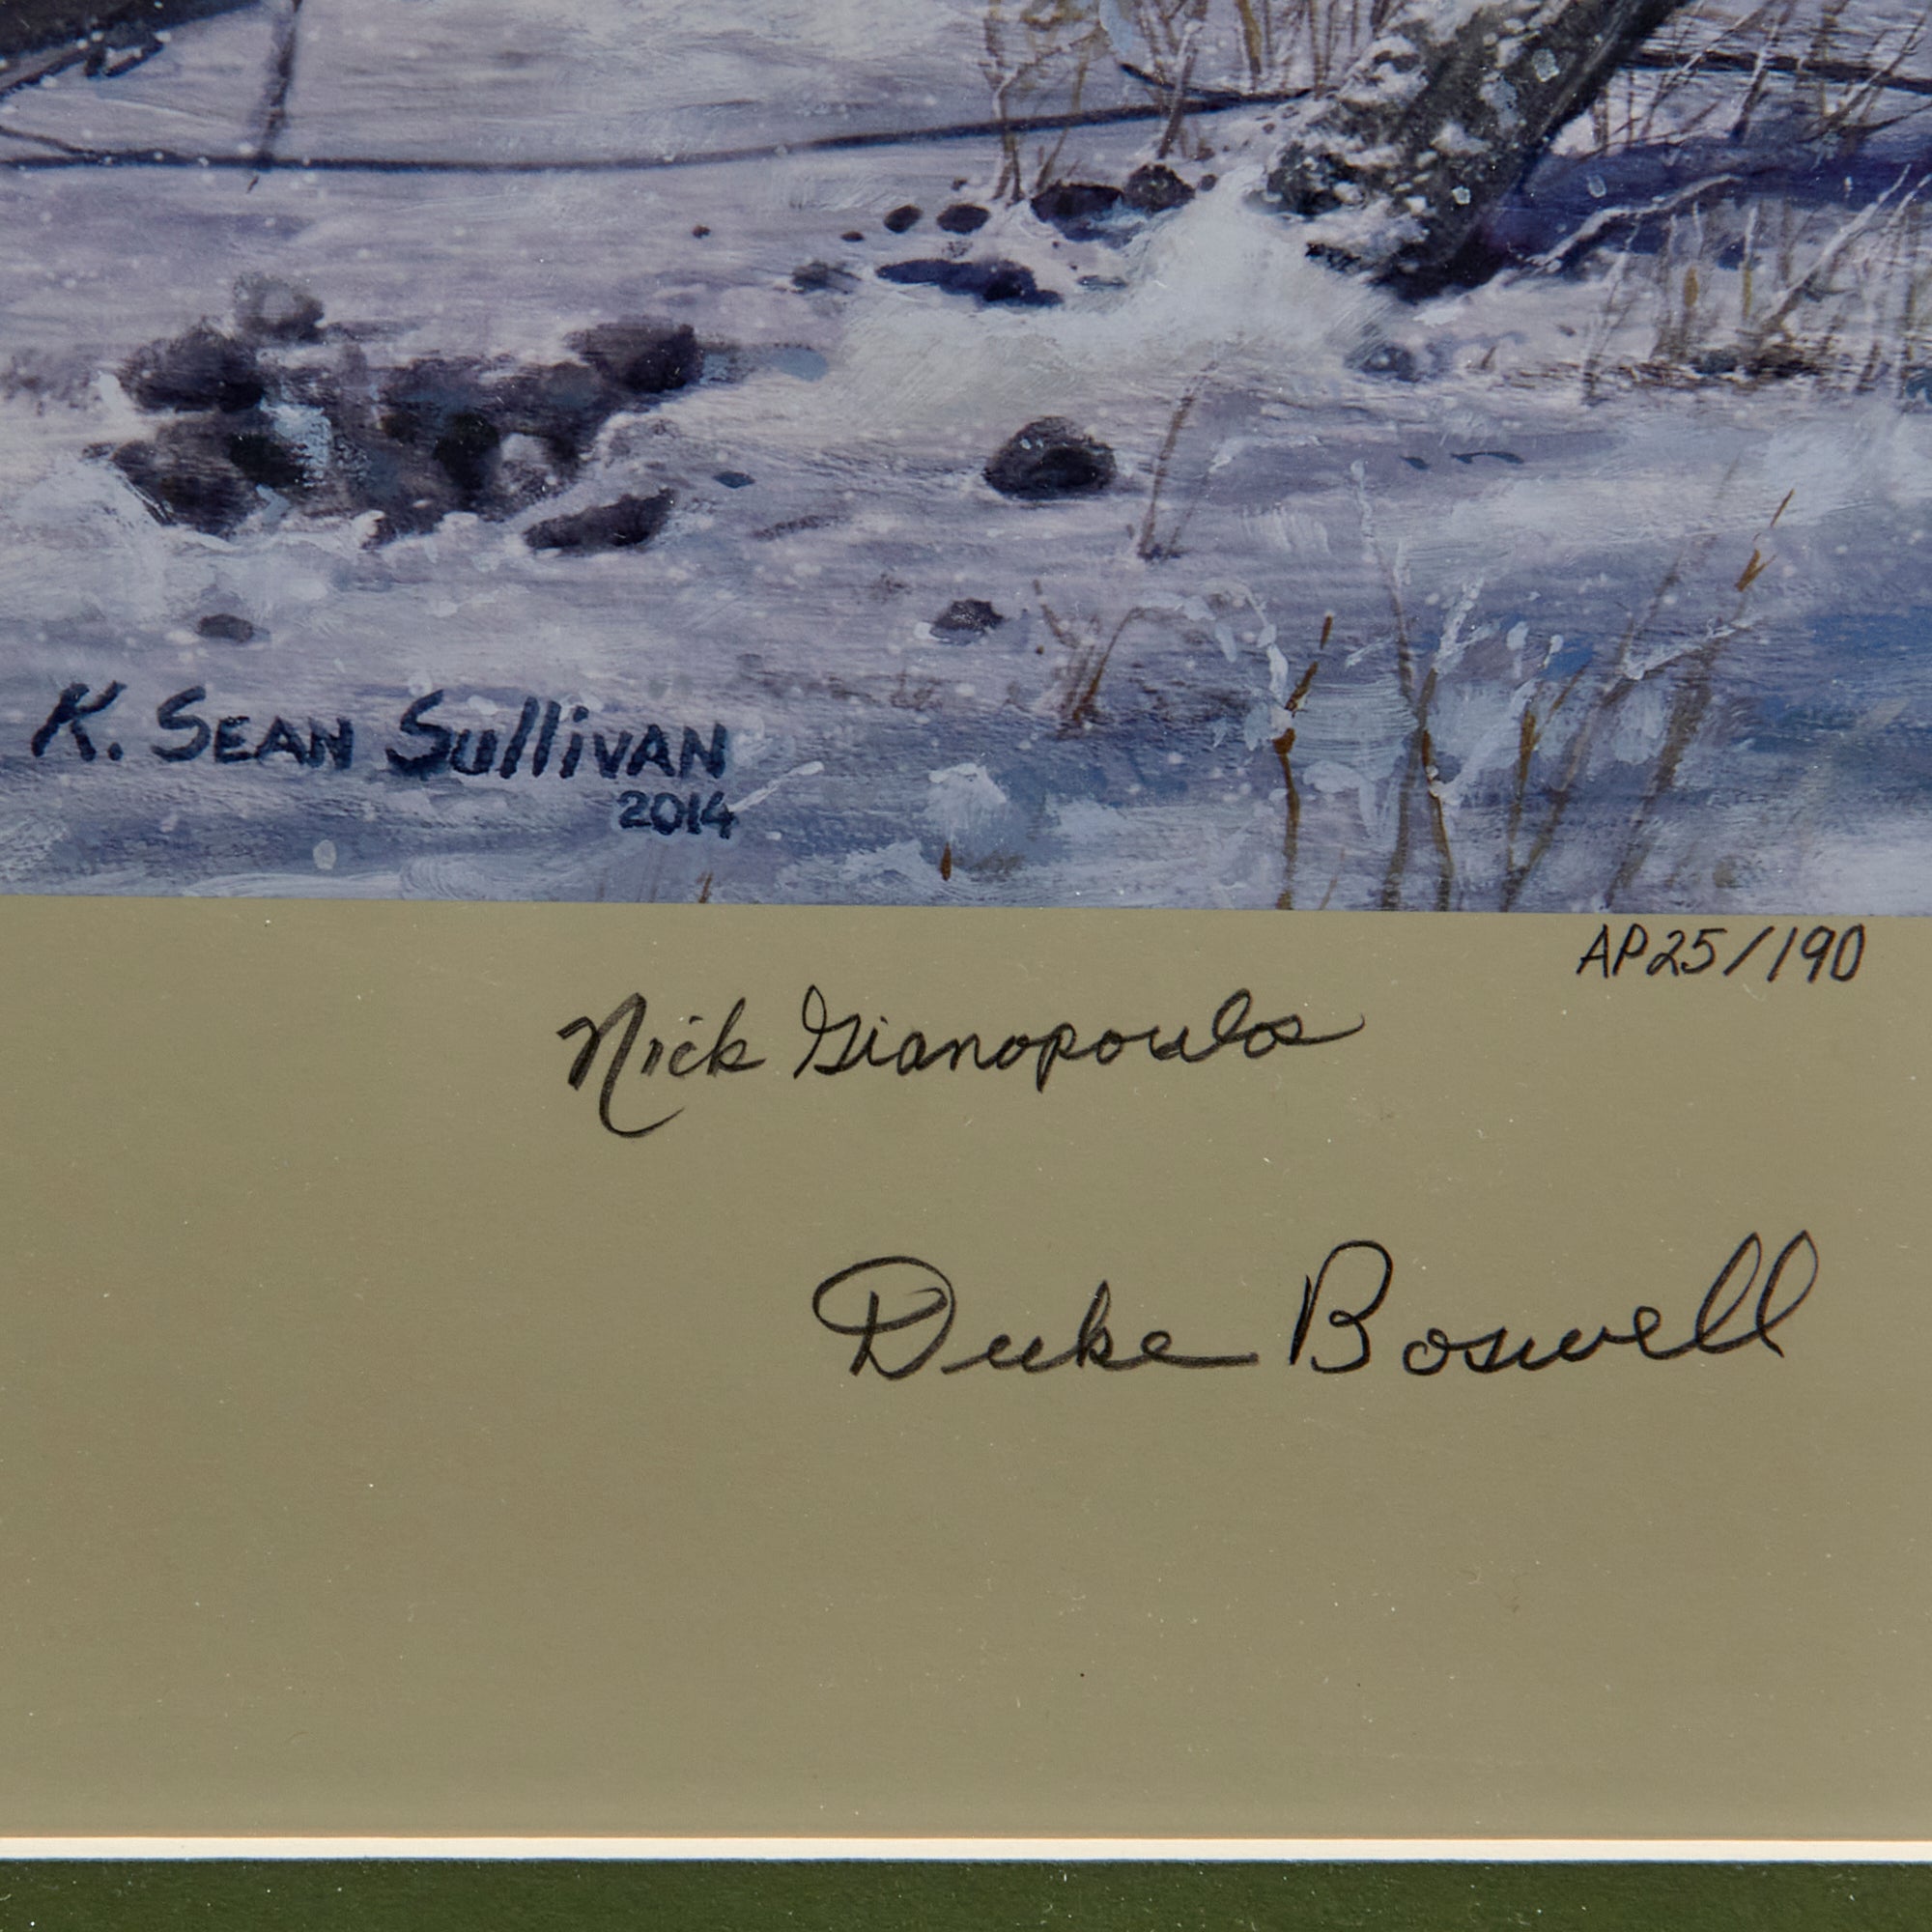 K. SEAN SullivAN
2014
AP25/190
Nick Gianopoulos
Duke Boswell